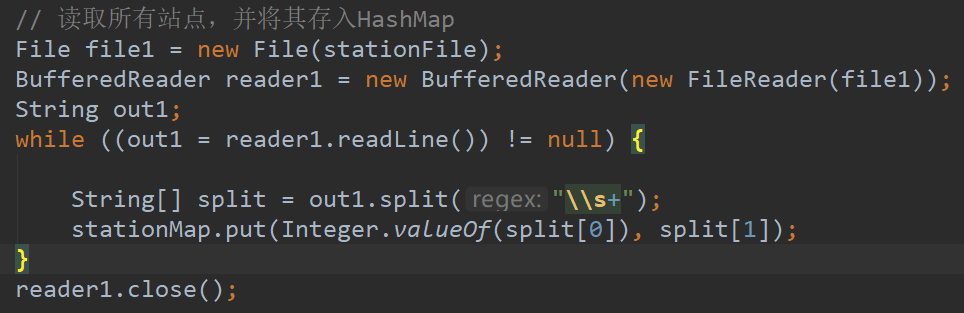 // 读取所有站点，并将其存入HashMap
File file1 = new File(stationFile);
BufferedReader reader1 = new BufferedReader(new FileReader(file1));
String out1;
while ((out1 = reader1.readLine()) != null) {
String[] split = out1.split( regex: "\\s+");
stationMap.put(Integer.valueOf(split[0]), split[1]);
}
reader1.close();